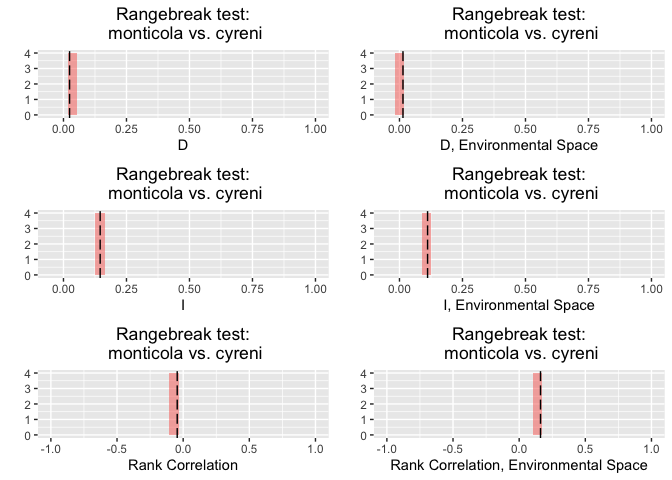 Rangebreak test:
monticola vs. cyreni
4
3
2
1
0
0.00 0.25 0.50 0.75 1.00
D
Rangebreak test:
monticola vs. cyreni
4
3
2
1
0
0.00 0.25 0.50 0.75 1.00
D, Environmental Space
Rangebreak test:
monticola vs. cyreni
4
3
2
1
0
0.00 0.25 0.50 0.75 1.00
I
Rangebreak test:
monticola vs. cyreni
4
3
2
1
0
0.00 0.25 0.50 0.75 1.00
I, Environmental Space
Rangebreak test:
monticola vs. cyreni
4
3
2
1
0
-1.0 -0.5 0.0 0.5 1.0
Rank Correlation
Rangebreak test:
monticola vs. cyreni
4
3
2
1
0
-1.0 -0.5 0.0 0.5 1.0
Rank Correlation, Environmental Space